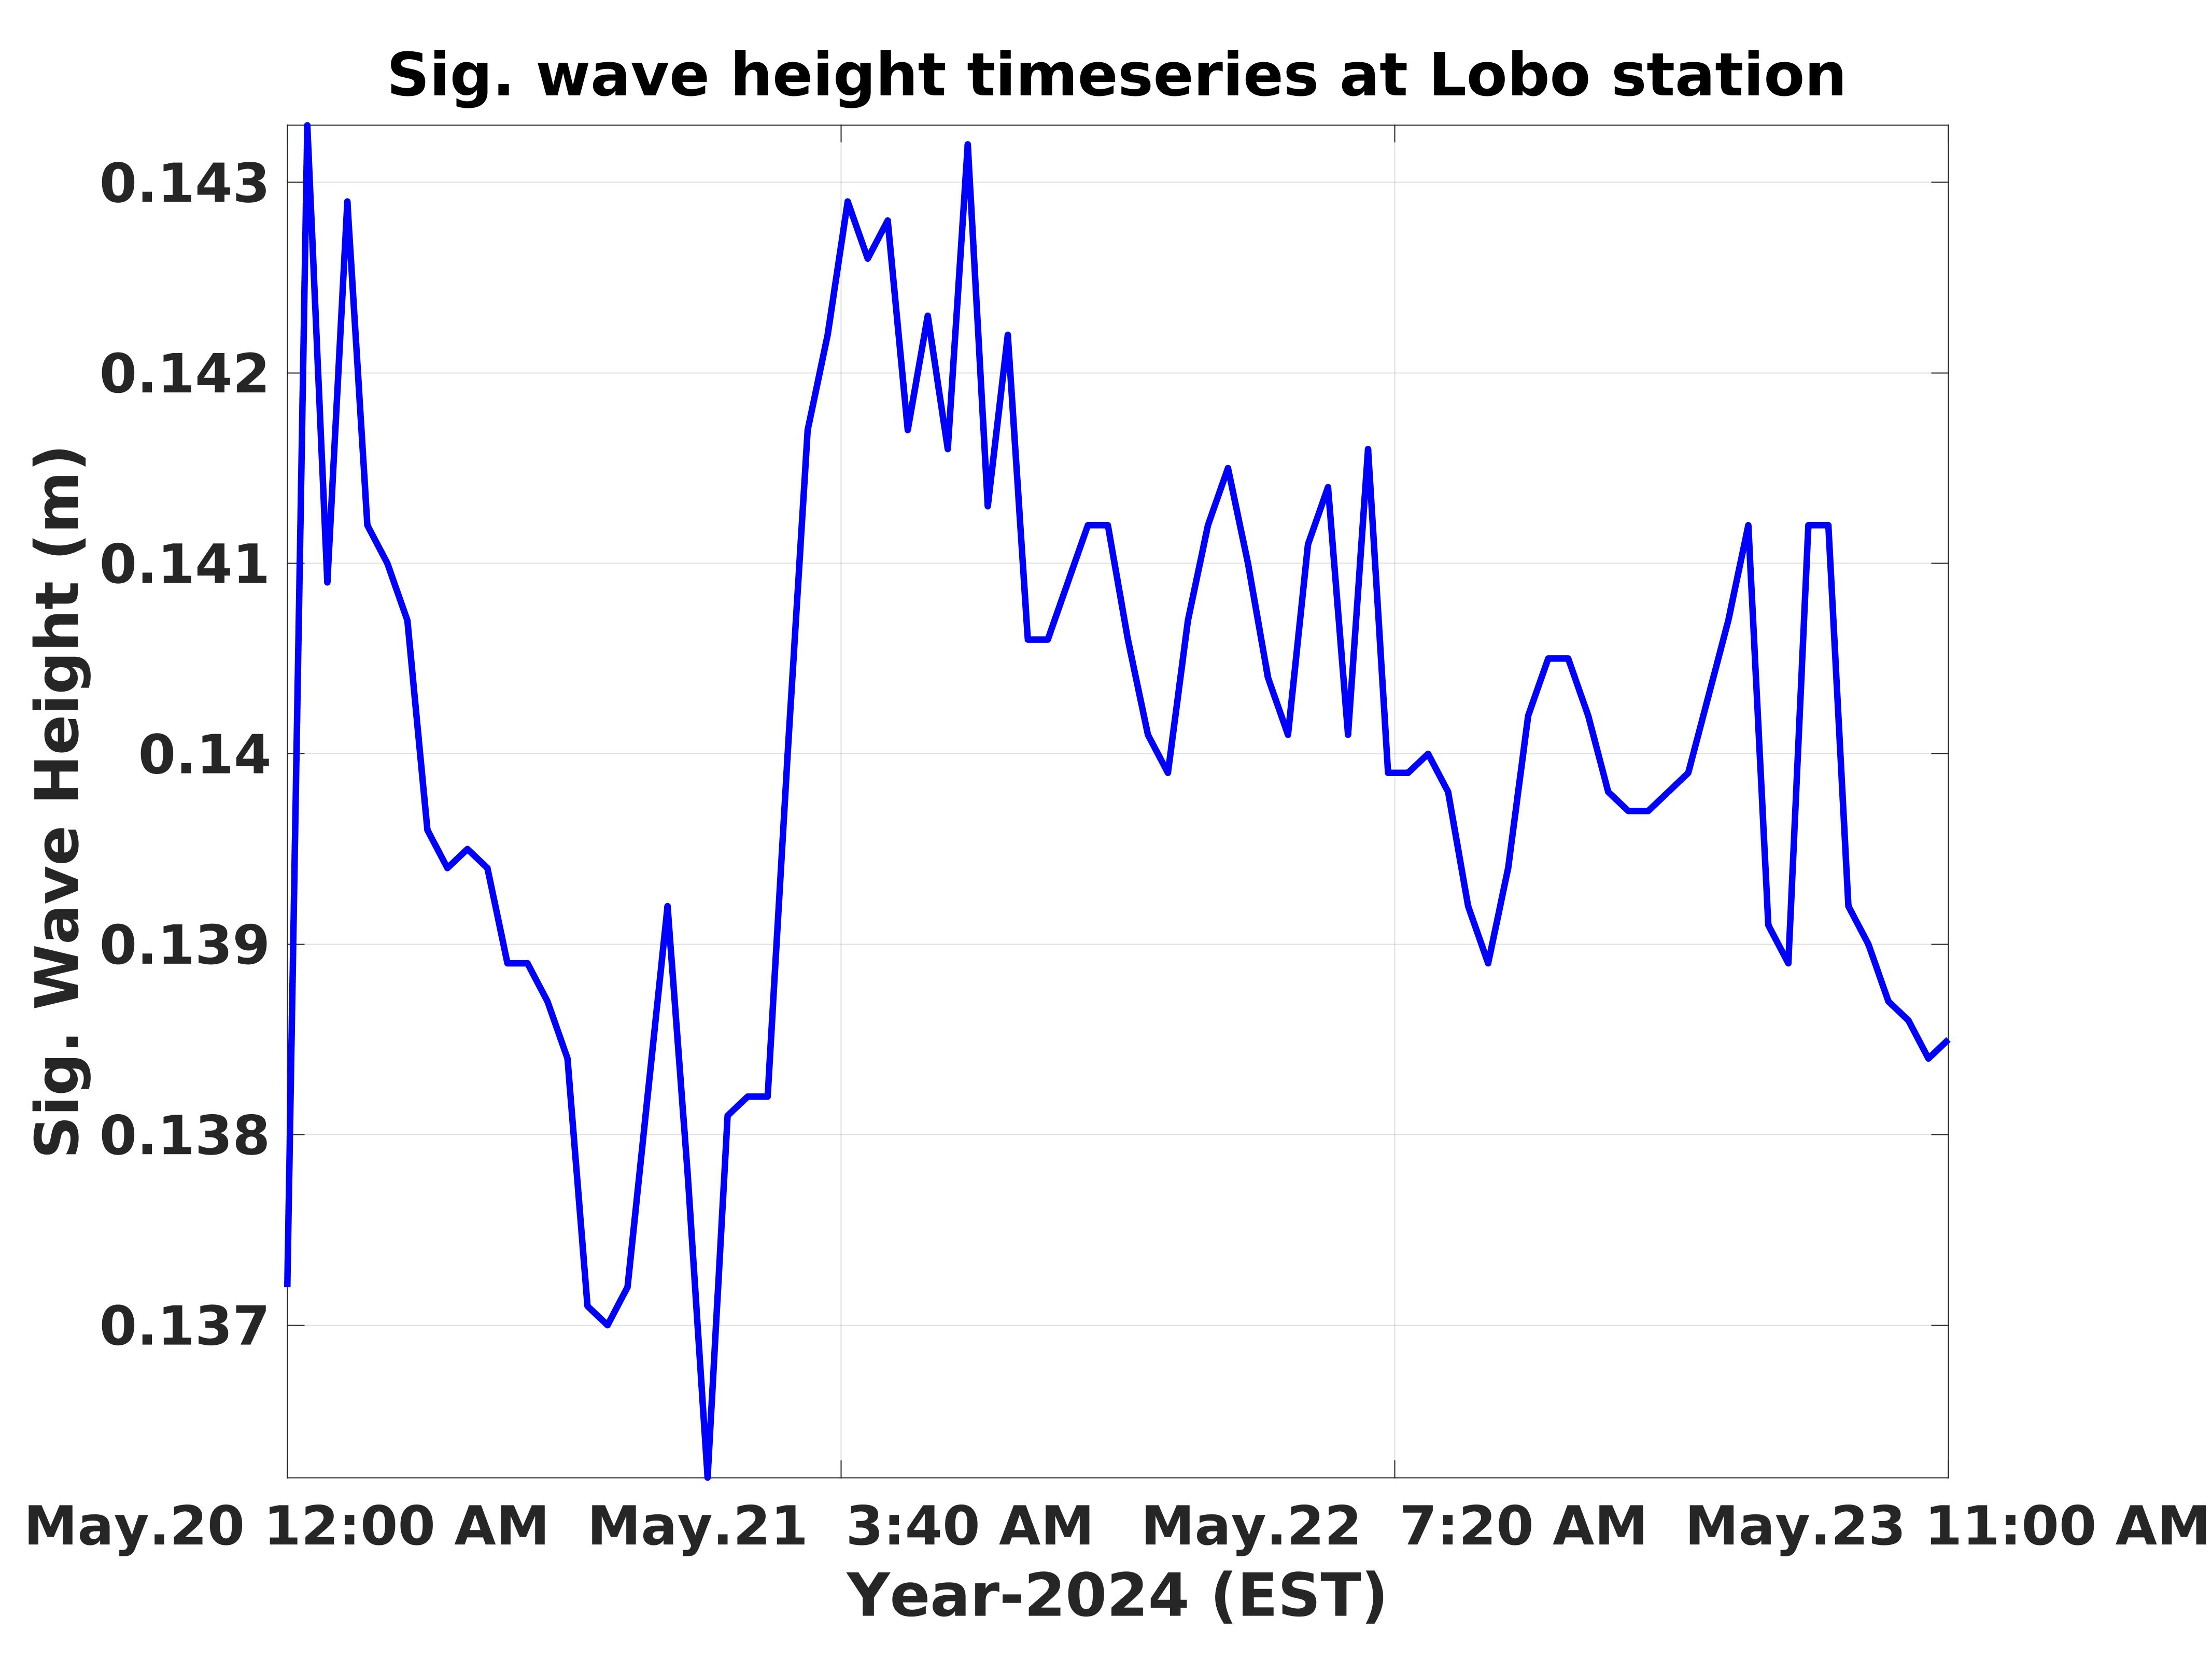 Sig. wave height timeseries at Lobo station
0.143
0.142
0.141
0.14
0.139
0.138
0.137
Sig. Wave Height (m)
May.20 12:00 AM May.21 3:40 AM May.22 7:20 AM May.23 11:00 AM
Year-2024 (EST)